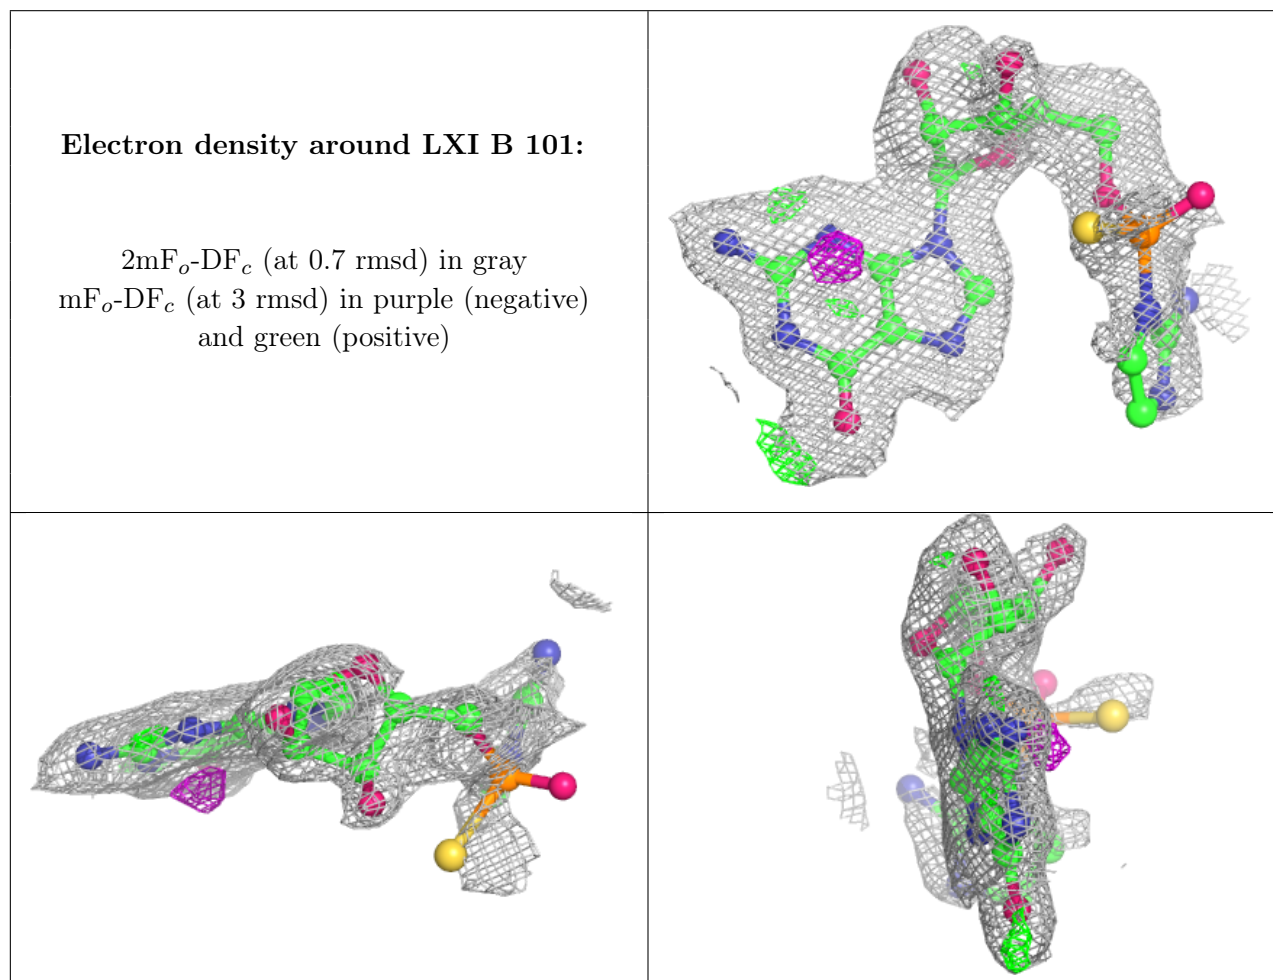 Electron density around LXI B 101:
2mFₒ-DF𝒸 (at 0.7 rmsd) in gray
mFₒ-DF𝒸 (at 3 rmsd) in purple (negative)
and green (positive)